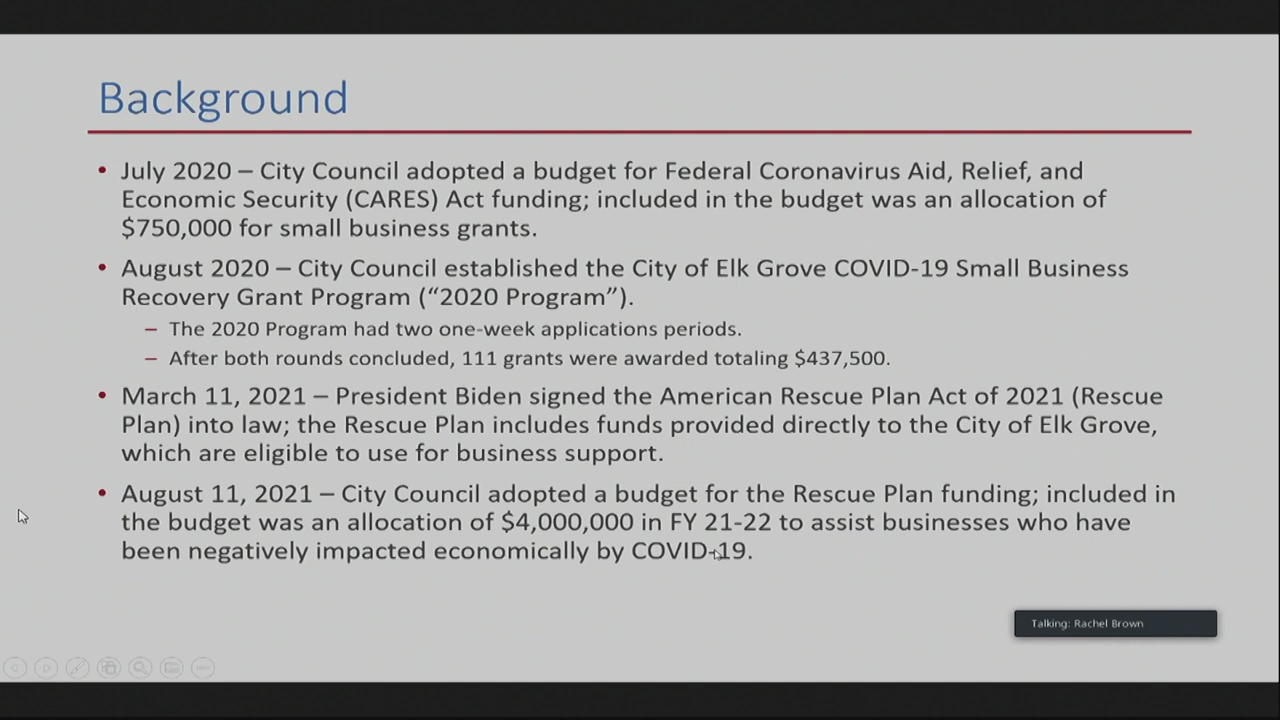 Background
• July 2020 – City Council adopted a budget for Federal Coronavirus Aid, Relief, and
Economic Security (CARES) Act funding; included in the budget was an allocation of
$750,000 for small business grants.
• August 2020 – City Council established the City of Elk Grove COVID-19 Small Business
Recovery Grant Program (“2020 Program”).
– The 2020 Program had two one-week applications periods.
– After both rounds concluded, 111 grants were awarded totaling $437,500.
• March 11, 2021 – President Biden signed the American Rescue Plan Act of 2021 (Rescue
Plan) into law; the Rescue Plan includes funds provided directly to the City of Elk Grove,
which are eligible to use for business support.
• August 11, 2021 – City Council adopted a budget for the Rescue Plan funding; included in
the budget was an allocation of $4,000,000 in FY 21-22 to assist businesses who have
been negatively impacted economically by COVID-19.
Talking: Rachel Brown